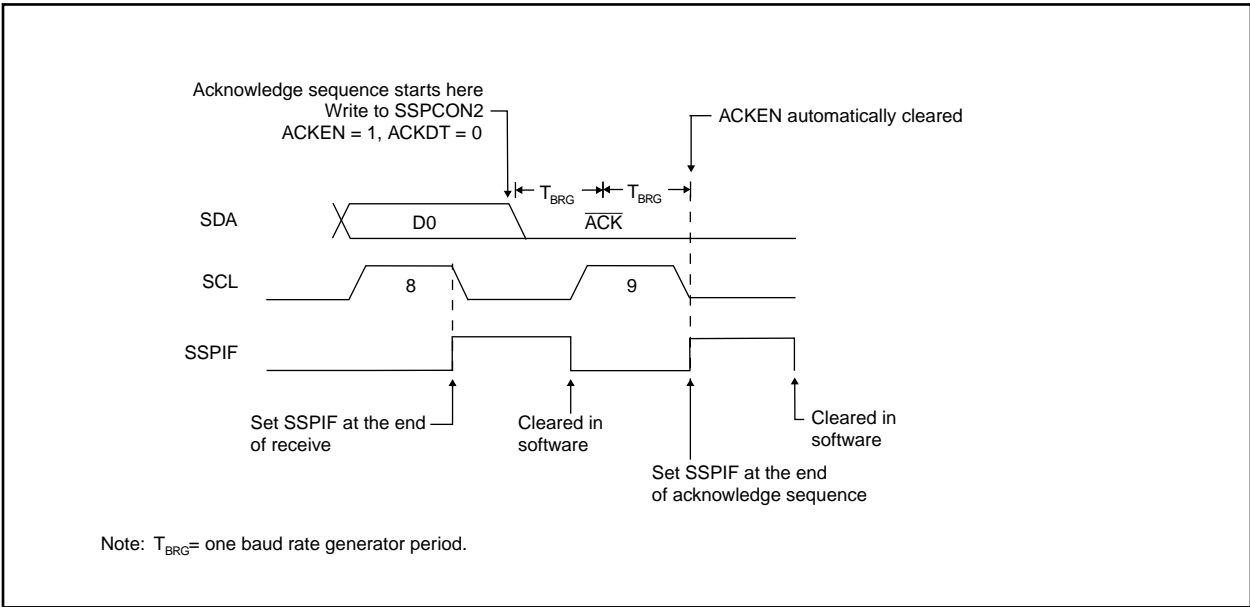 Acknowledge sequence starts here
Write to SSPCON2
ACKEN = 1, ACKDT = 0
ACKEN automatically cleared
TBRG
TBRG
SDA
D0
ACK
SCL
8
9
SSPIF
Set SSPIF at the end
of receive
Cleared in
software
Cleared in
software
Set SSPIF at the end
of acknowledge sequence
Note: TBRG= one baud rate generator period.